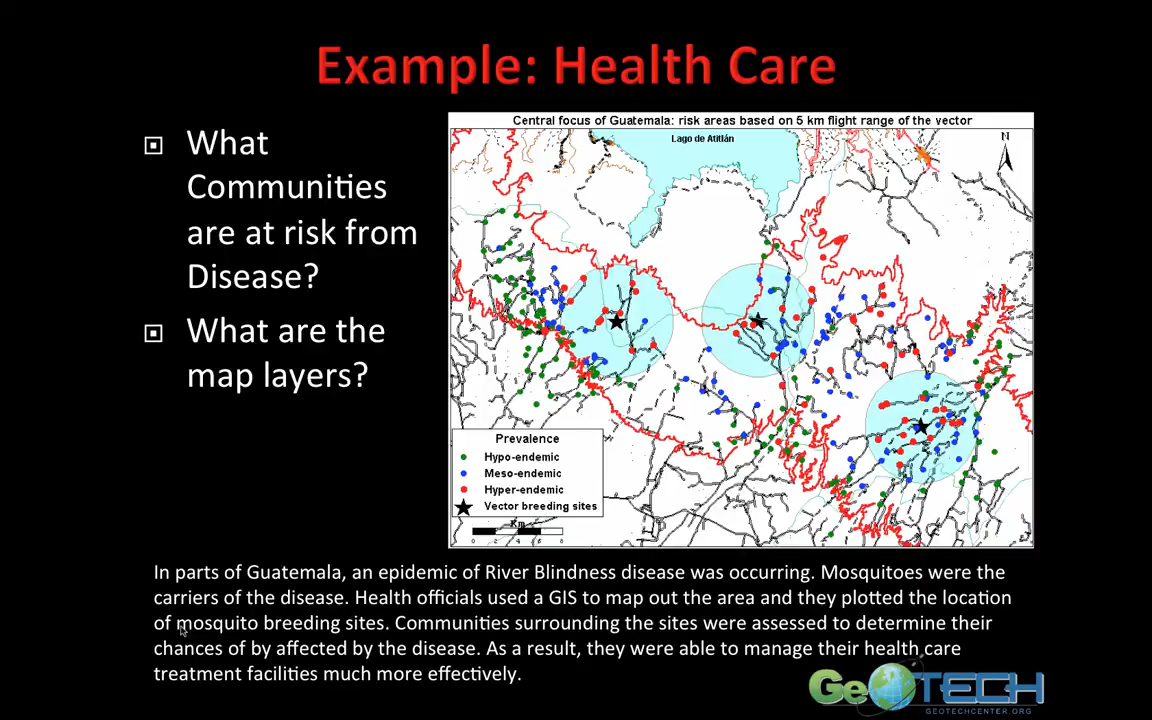 Example: Health Care
What
Communities
are at risk from
Disease?
What are the
map layers?
Central focus of Guatemala: risk areas based on 5 km flight range of the vector
Lago de Atitlán
N
Prevalence
Hypo-endemic
Meso-endemic
Hyper-endemic
Vector breeding sites
Km
0 2 4 6 8
In parts of Guatemala, an epidemic of River Blindness disease was occurring. Mosquitoes were the
carriers of the disease. Health officials used a GIS to map out the area and they plotted the location
of mosquito breeding sites. Communities surrounding the sites were assessed to determine their
chances of by affected by the disease. As a result, they were able to manage their health care
treatment facilities much more effectively.
GeoTECH
GEOTECHCENTER.ORG